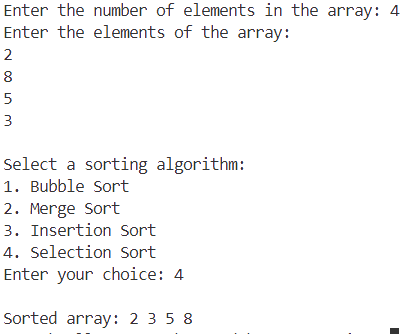 Enter the number of elements in the array: 4
Enter the elements of the array:
2
8
5
3
Select a sorting algorithm:
1. Bubble Sort
2. Merge Sort
3. Insertion Sort
4. Selection Sort
Enter your choice: 4
Sorted array: 2 3 5 8